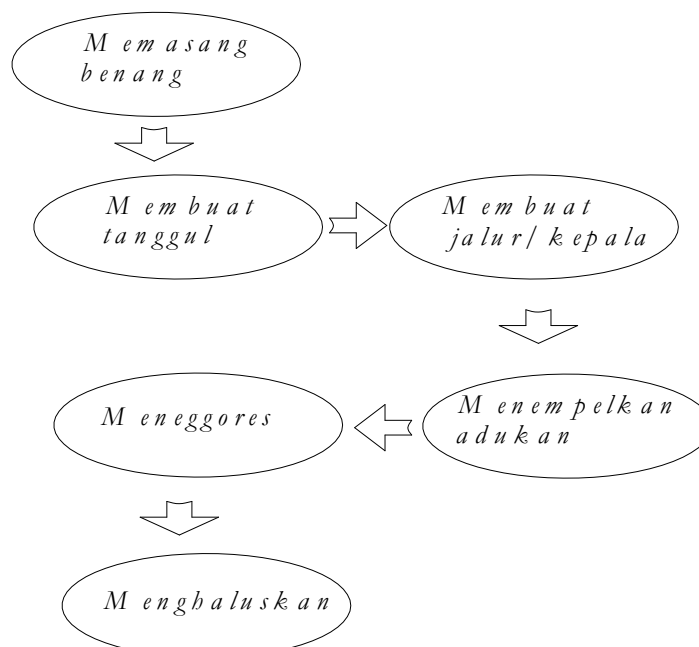 Memasang
benang
Membuat
tanggul
Membuat
jalur/kepala
Meneggores
Menempelkan
adukan
Menghaluskan